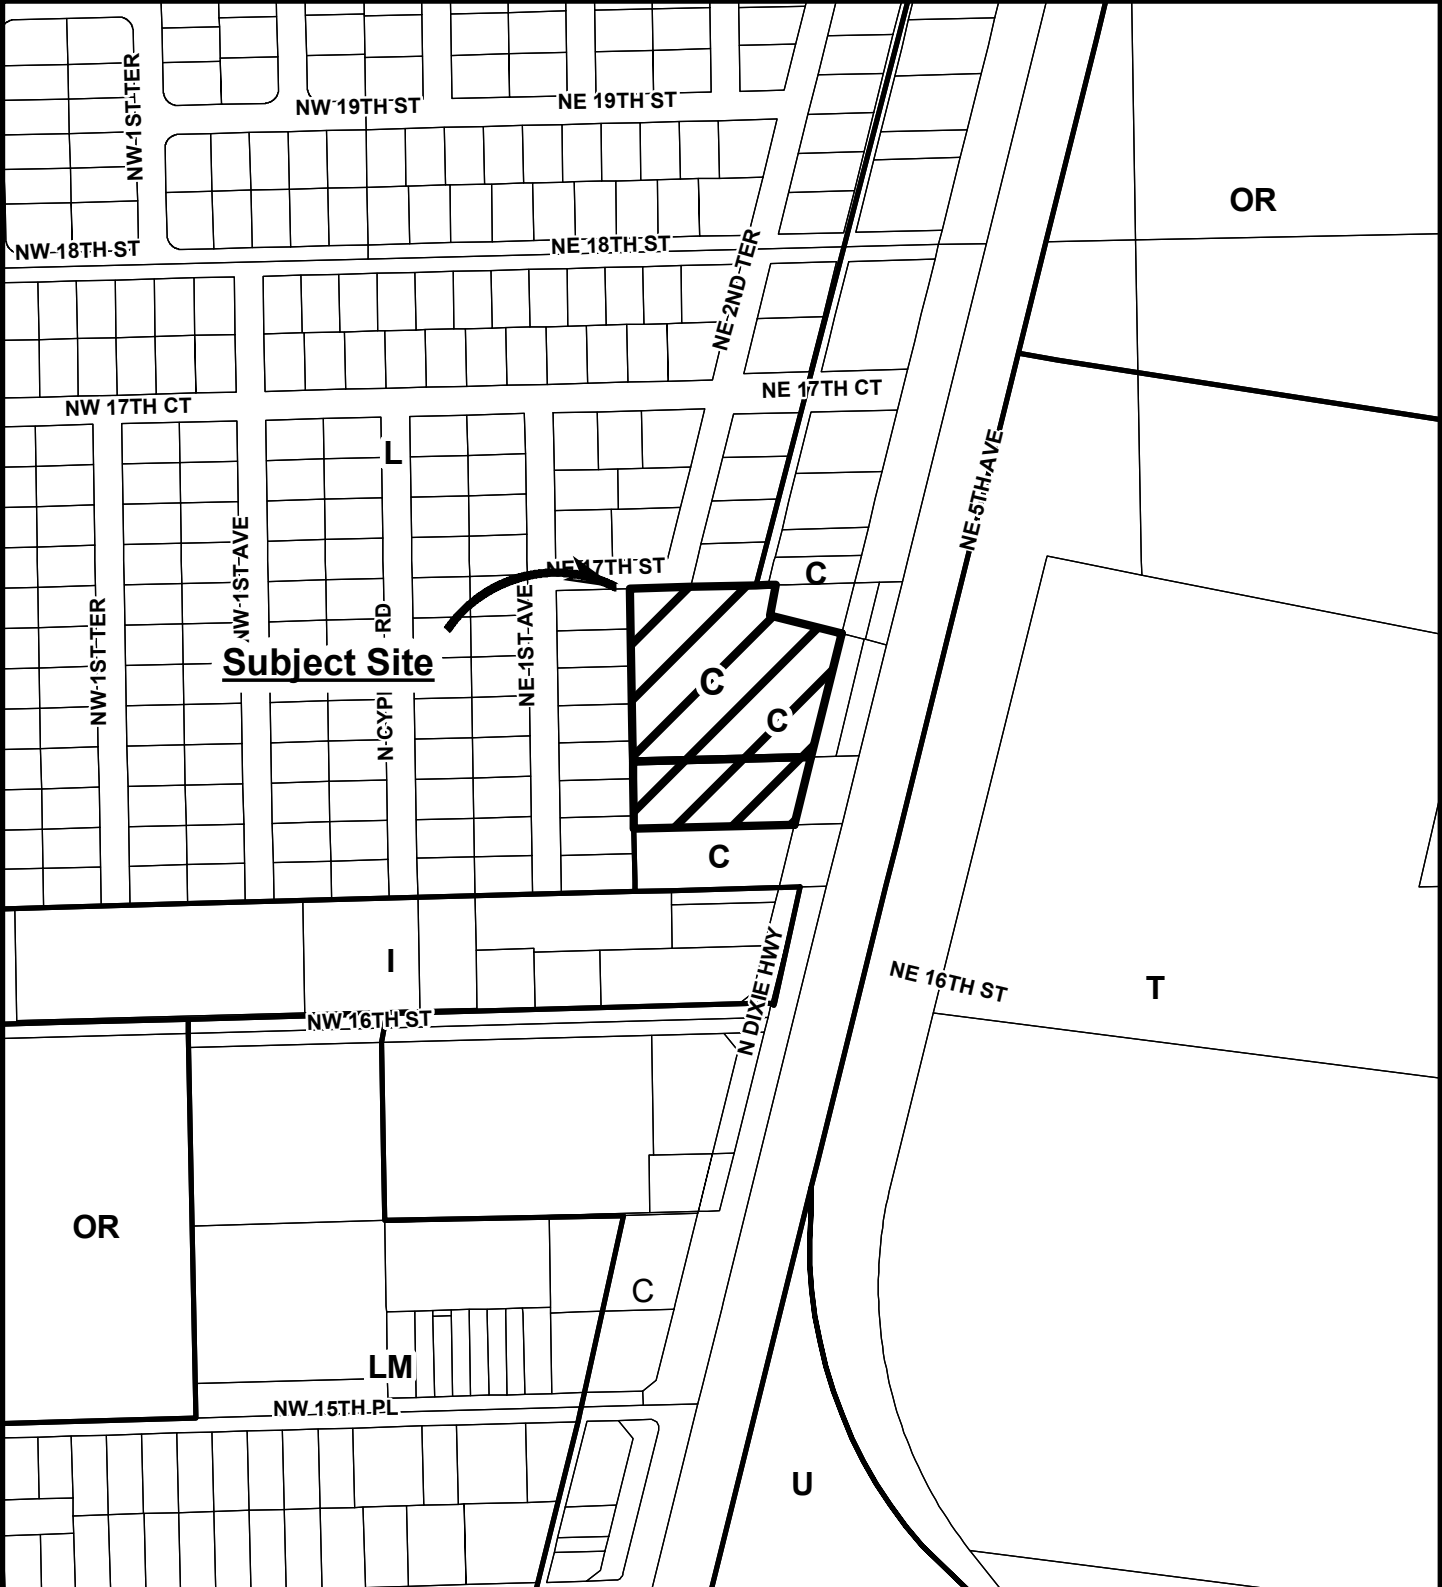 NW 1ST TER
NW 19TH ST
NE 19TH ST
OR
NW 18TH ST
NE 18TH ST
NE 2ND TER
NW 17TH CT
NE 17TH CT
L
NE 5TH AVE
NE 17TH ST
C
NW 1ST TER
NW 1ST AVE
N CYP
RD
NE 1ST AVE
Subject Site
C
C
C
I
N DIXIE HWY
NE 16TH ST
T
NW 16TH ST
OR
C
LM
NW 15TH PL
U